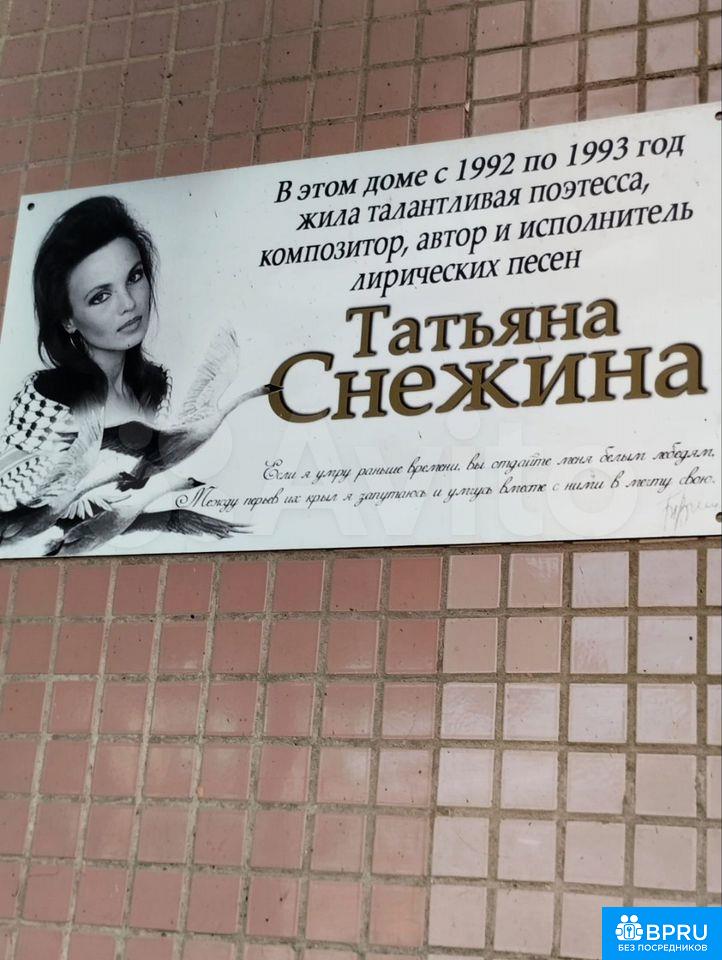 В этом доме с 1992 по 1993 год
жила талантливая поэтесса,
композитор, автор и исполнитель
лирических песен
Татьяна
Снежина
Если я умру раньше времени, вы отдайте меня белым лебедям,
Между перьев их крыл я запутаюсь и умчусь вместе с ними в мечту свою.
Avito
BPRU
БЕЗ ПОСРЕДНИКОВ